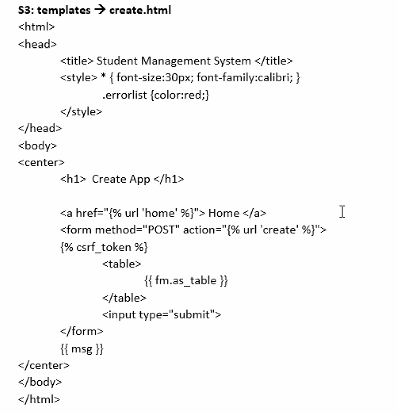 S3: templates → create.html
<html>
<head>
<title> Student Management System </title>
<style> * { font-size:30px; font-family:calibri; }
.errorlist {color:red;}
</style>
</head>
<body>
<center>
<h1> Create App </h1>
<a href="{% url 'home' %}"> Home </a>
<form method="POST" action="{% url 'create' %}">
{% csrf_token %}
<table>
{{ fm.as_table }}
</table>
<input type="submit">
</form>
{{ msg }}
</center>
</body>
</html>